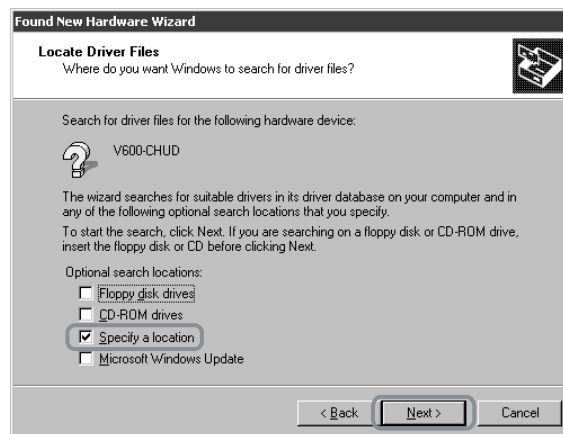 Found New Hardware Wizard
Locate Driver Files
Where do you want Windows to search for driver files?
Search for driver files for the following hardware device:
V600-CHUD
The wizard searches for suitable drivers in its driver database on your computer and in
any of the following optional search locations that you specify.
To start the search, click Next. If you are searching on a floppy disk or CD-ROM drive,
insert the floppy disk or CD before clicking Next.
Optional search locations:
Floppy disk drives
CD-ROM drives
Specify a location
Microsoft Windows Update
< Back Next > Cancel